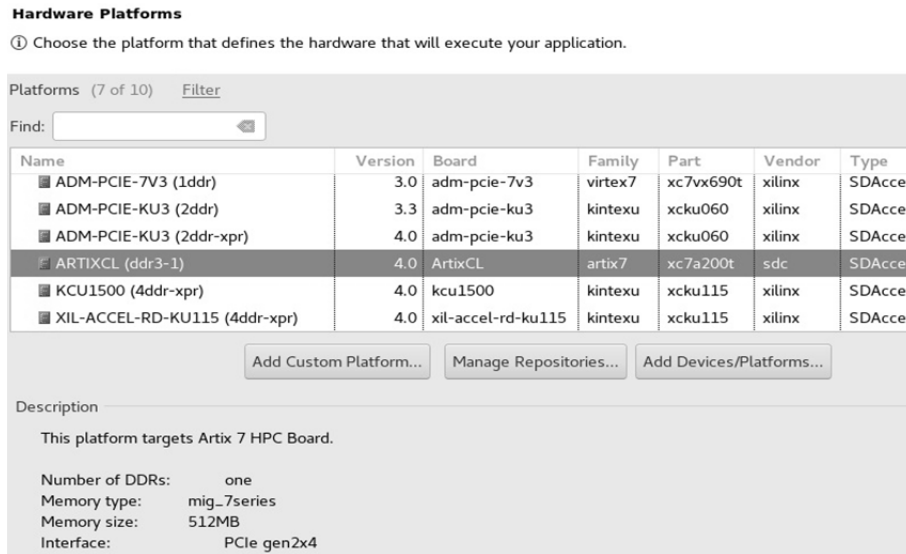 Hardware Platforms
Choose the platform that defines the hardware that will execute your application.
Platforms (7 of 10) Filter
Find:
Name Version Board Family Part Vendor Type
ADM-PCIE-7V3 (1ddr) 3.0 adm-pcie-7v3 virtex7 xc7vx690t xilinx SDAcce
ADM-PCIE-KU3 (2ddr) 3.3 adm-pcie-ku3 kintexu xcku060 xilinx SDAcce
ADM-PCIE-KU3 (2ddr-xpr) 4.0 adm-pcie-ku3 kintexu xcku060 xilinx SDAcce
ARTIXCL (ddr3-1) 4.0 ArtixCL artix7 xc7a200t sdc SDAcce
KCU1500 (4ddr-xpr) 4.0 kcu1500 kintexu xcku115 xilinx SDAcce
XIL-ACCEL-RD-KU115 (4ddr-xpr) 4.0 xil-accel-rd-ku115 kintexu xcku115 xilinx SDAcce
Add Custom Platform... Manage Repositories... Add Devices/Platforms...
Description
This platform targets Artix 7 HPC Board.
Number of DDRs: one
Memory type: mig_7series
Memory size: 512MB
Interface: PCIe gen2x4